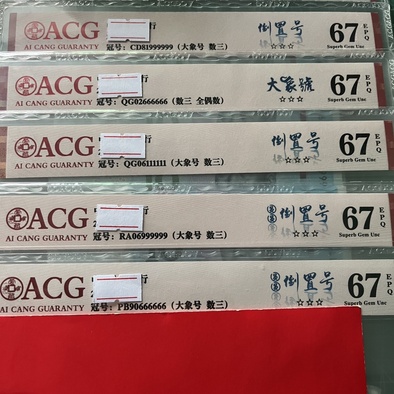 ACG
AI CANG GUARANTY
冠号: CD81999999 (大象号 数三)
倒置号
☆☆☆
67
EPQ
Superb Gem Unc
ACG
AI CANG GUARANTY
行
冠号: QG02666666 (数三 全偶数)
大象號
☆☆☆
67
EPQ
Superb Gem Unc
ACG
AI CANG GUARANTY
行
冠号: QG06111111 (大象号 数三)
倒置号
☆☆☆
67
EPQ
Superb Gem Unc
ACG
AI CANG GUARANTY
行
冠号: RA06999999 (大象号 数三)
倒置号
☆☆☆
67
EPQ
Superb Gem Unc
ACG
AI CANG GUARANTY
行
冠号: PB90666666 (大象号 数三)
倒置号
☆☆☆
67
EPQ
Superb Gem Unc